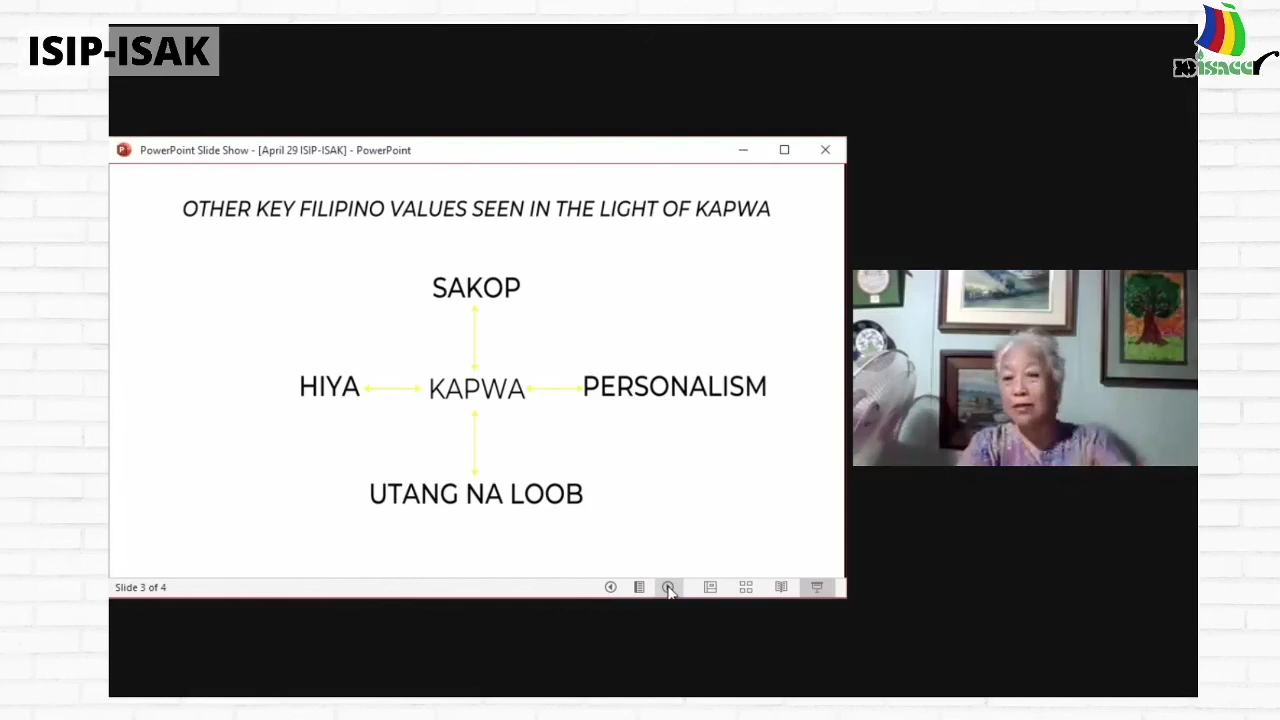 ISIP-ISAK
PowerPoint Slide Show - [April 29 ISIP-ISAK] - PowerPoint
OTHER KEY FILIPINO VALUES SEEN IN THE LIGHT OF KAPWA
SAKOP
HIYA
KAPWA
PERSONALISM
UTANG NA LOOB
Slide 3 of 4